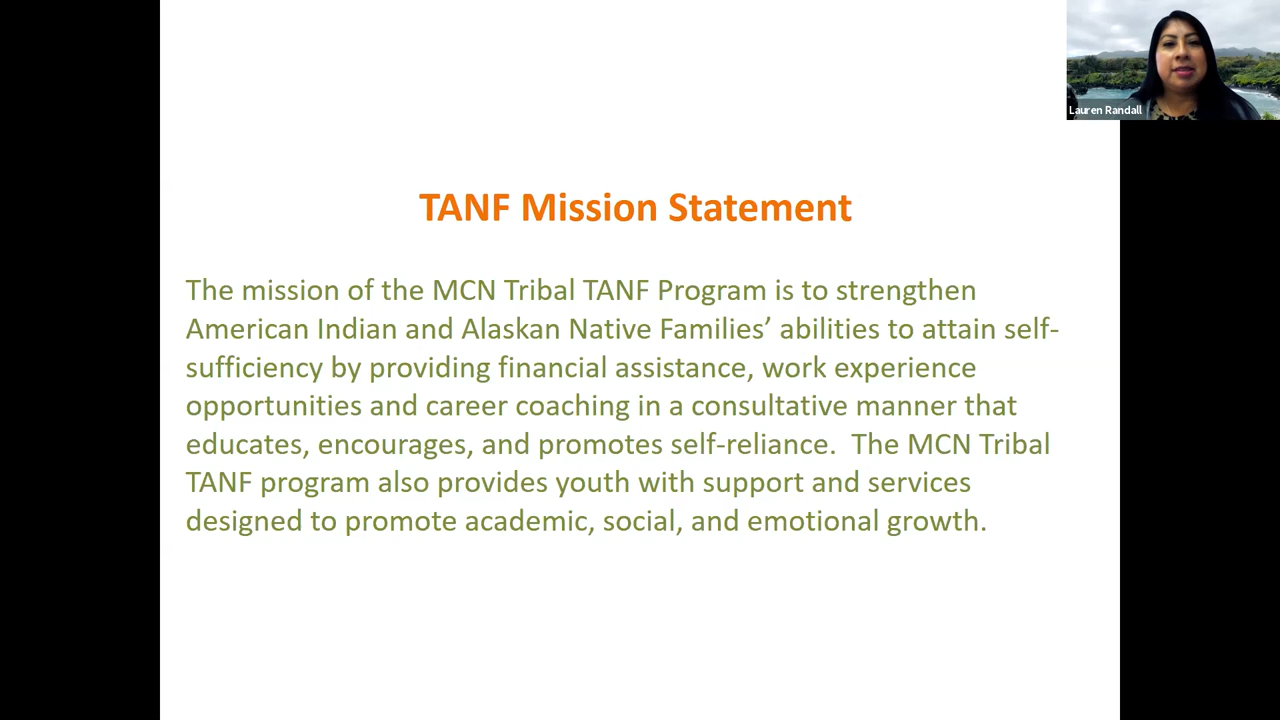 Lauren Randall
TANF Mission Statement
The mission of the MCN Tribal TANF Program is to strengthen
American Indian and Alaskan Native Families’ abilities to attain self-
sufficiency by providing financial assistance, work experience
opportunities and career coaching in a consultative manner that
educates, encourages, and promotes self-reliance.  The MCN Tribal
TANF program also provides youth with support and services
designed to promote academic, social, and emotional growth.